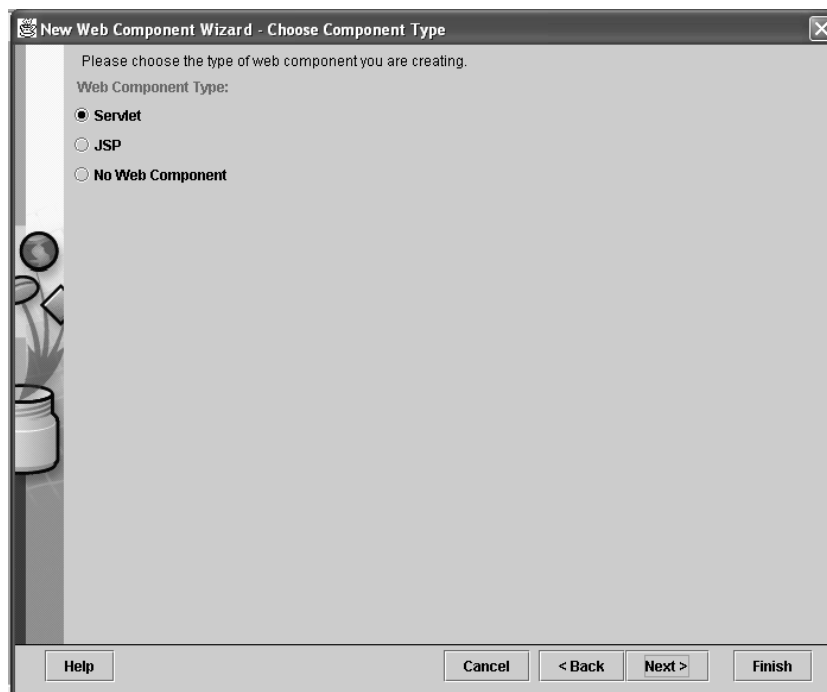 New Web Component Wizard - Choose Component Type
Please choose the type of web component you are creating.
Web Component Type:
Servlet
JSP
No Web Component
Help Cancel < Back Next > Finish